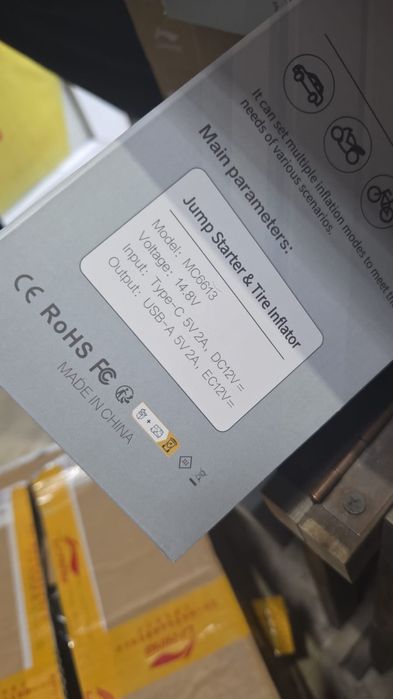 It can set multiple inflation modes to meet the
needs of various scenarios.
Main parameters:
Jump Starter & Tire Inflator
Model: MC6613
Voltage: 14.8V
Input: Type-C 5V2A, DC12V=
Output: USB-A 5V2A, EC12V=
CE RoHS FC
MADE IN CHINA